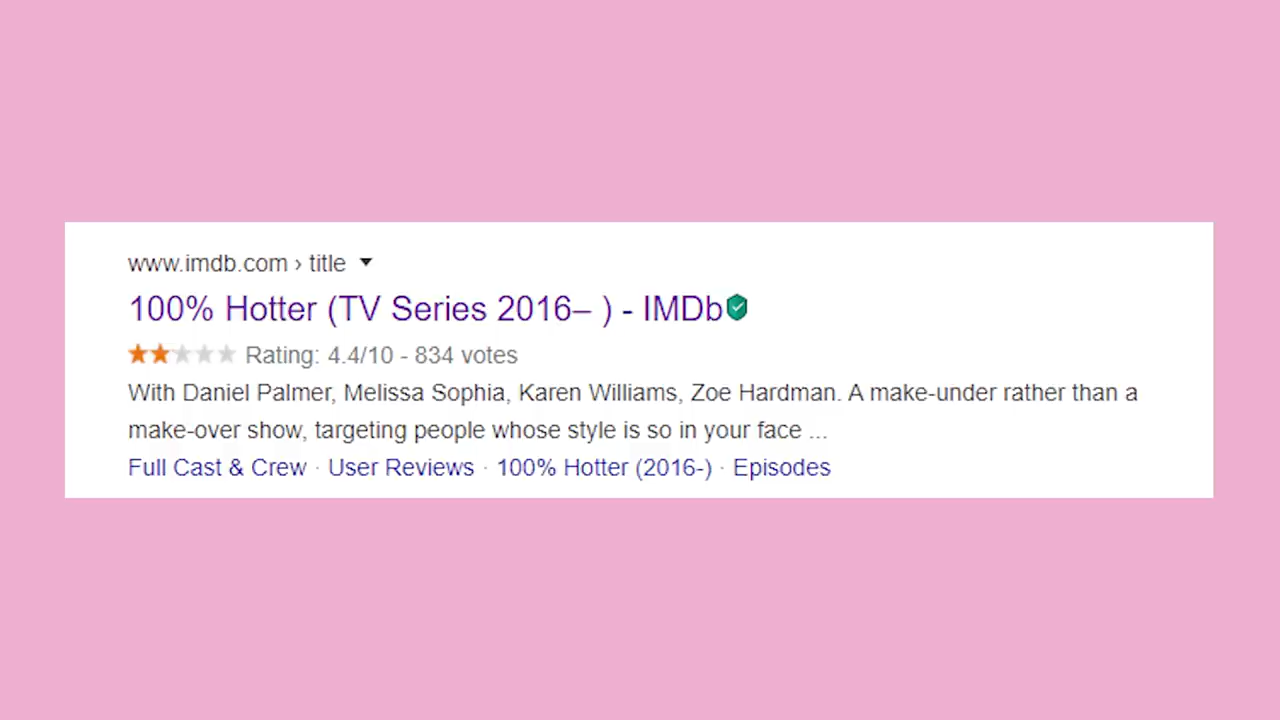 www.imdb.com › title
100% Hotter (TV Series 2016– ) - IMDb
Rating: 4.4/10 - 834 votes
With Daniel Palmer, Melissa Sophia, Karen Williams, Zoe Hardman. A make-under rather than a
make-over show, targeting people whose style is so in your face ...
Full Cast & Crew · User Reviews · 100% Hotter (2016-) · Episodes